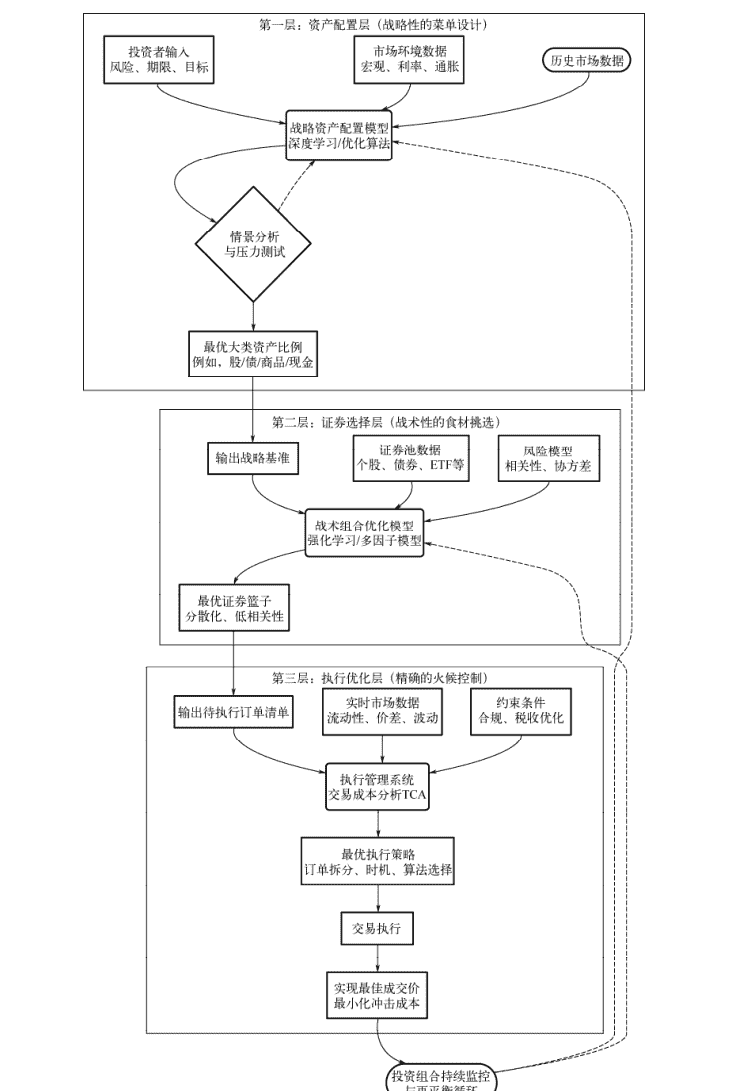 第一层：资产配置层（战略性的菜单设计）
投资者输入
风险、期限、目标
市场环境数据
宏观、利率、通胀
历史市场数据
战略资产配置模型
深度学习/优化算法
情景分析
与压力测试
最优大类资产比例
例如，股/债/商品/现金
第二层：证券选择层（战术性的食材挑选）
输出战略基准
证券池数据
个股、债券、ETF等
风险模型
相关性、协方差
战术组合优化模型
强化学习/多因子模型
最优证券篮子
分散化、低相关性
第三层：执行优化层（精确的火候控制）
输出待执行订单清单
实时市场数据
流动性、价差、波动
约束条件
合规、税收优化
执行管理系统
交易成本分析TCA
最优执行策略
订单拆分、时机、算法选择
交易执行
实现最佳成交价
最小化冲击成本
投资组合持续监控
与再平衡循环